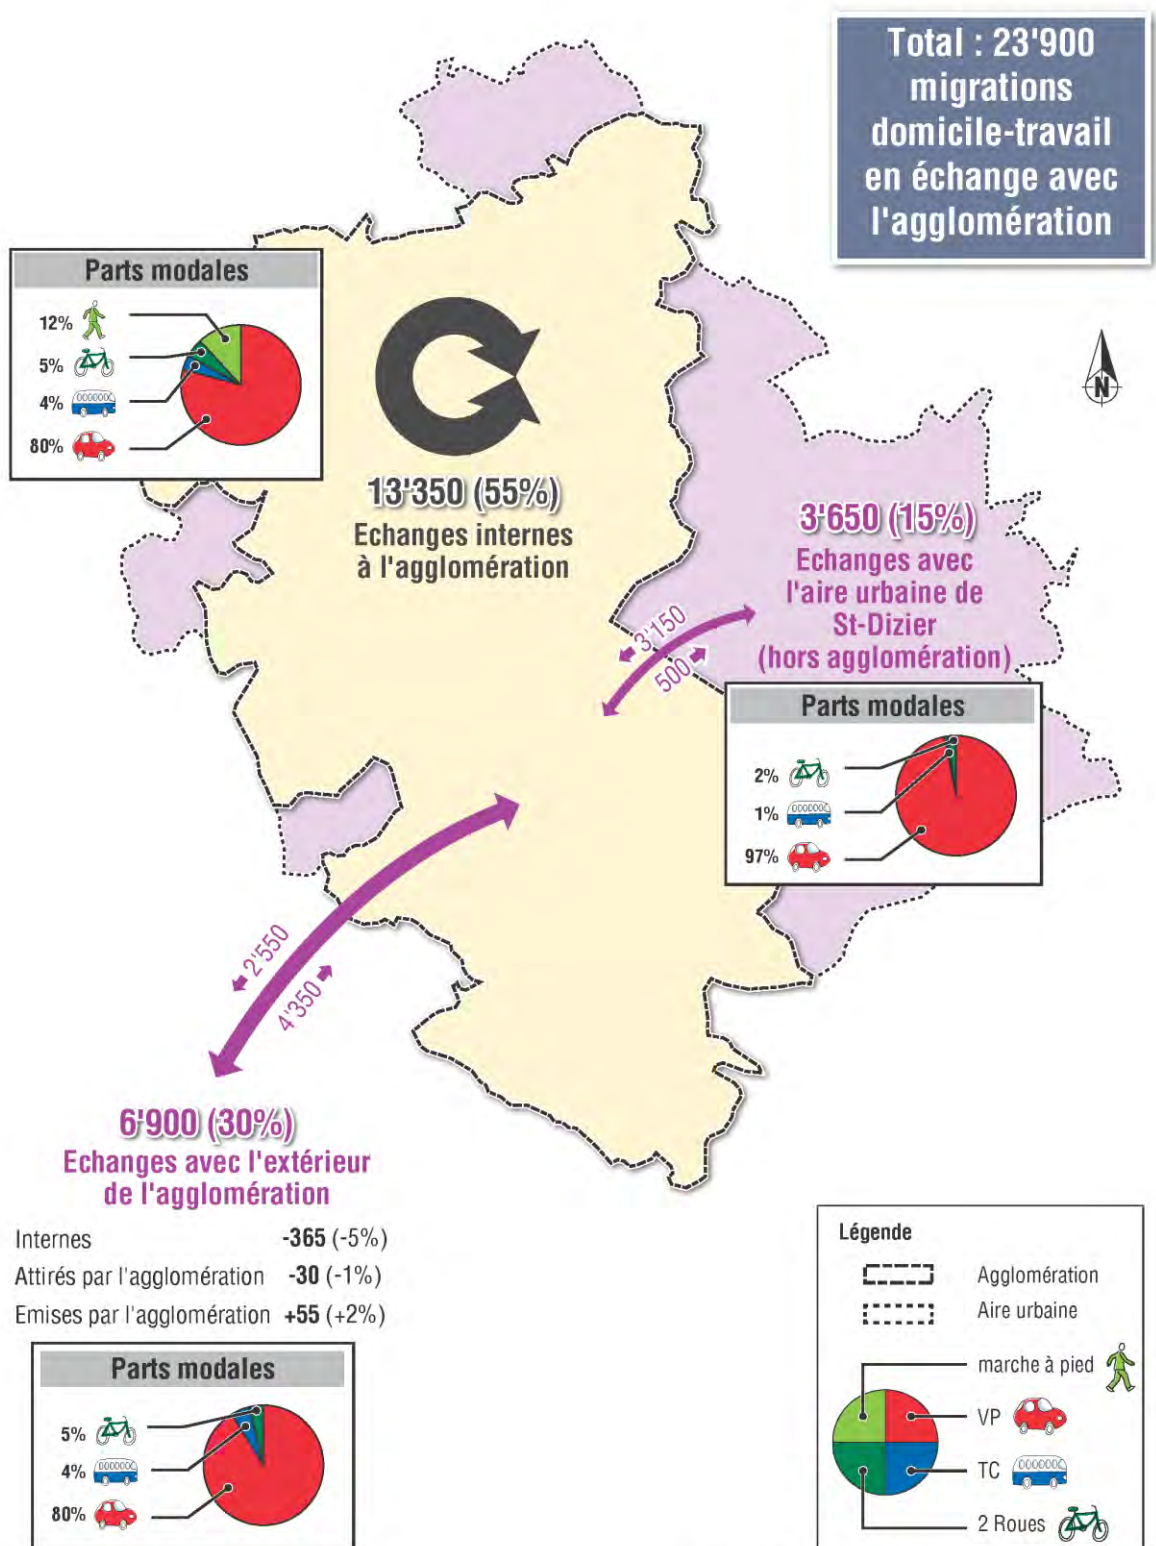 Total : 23'900
migrations
domicile-travail
en échange avec
l'agglomération
Parts modales
12%
5%
4%
80%
N
13'350 (55%)
Echanges internes
à l'agglomération
3'650 (15%)
Echanges avec
l'aire urbaine de
St-Dizier
(hors agglomération)
3'150
500
Parts modales
2%
1%
97%
2'550
4'350
6'900 (30%)
Echanges avec l'extérieur
de l'agglomération
Internes -365 (-5%)
Attirés par l'agglomération -30 (-1%)
Emises par l'agglomération +55 (+2%)
Parts modales
5%
4%
80%
Légende
Agglomération
Aire urbaine
marche à pied
VP
TC
2 Roues